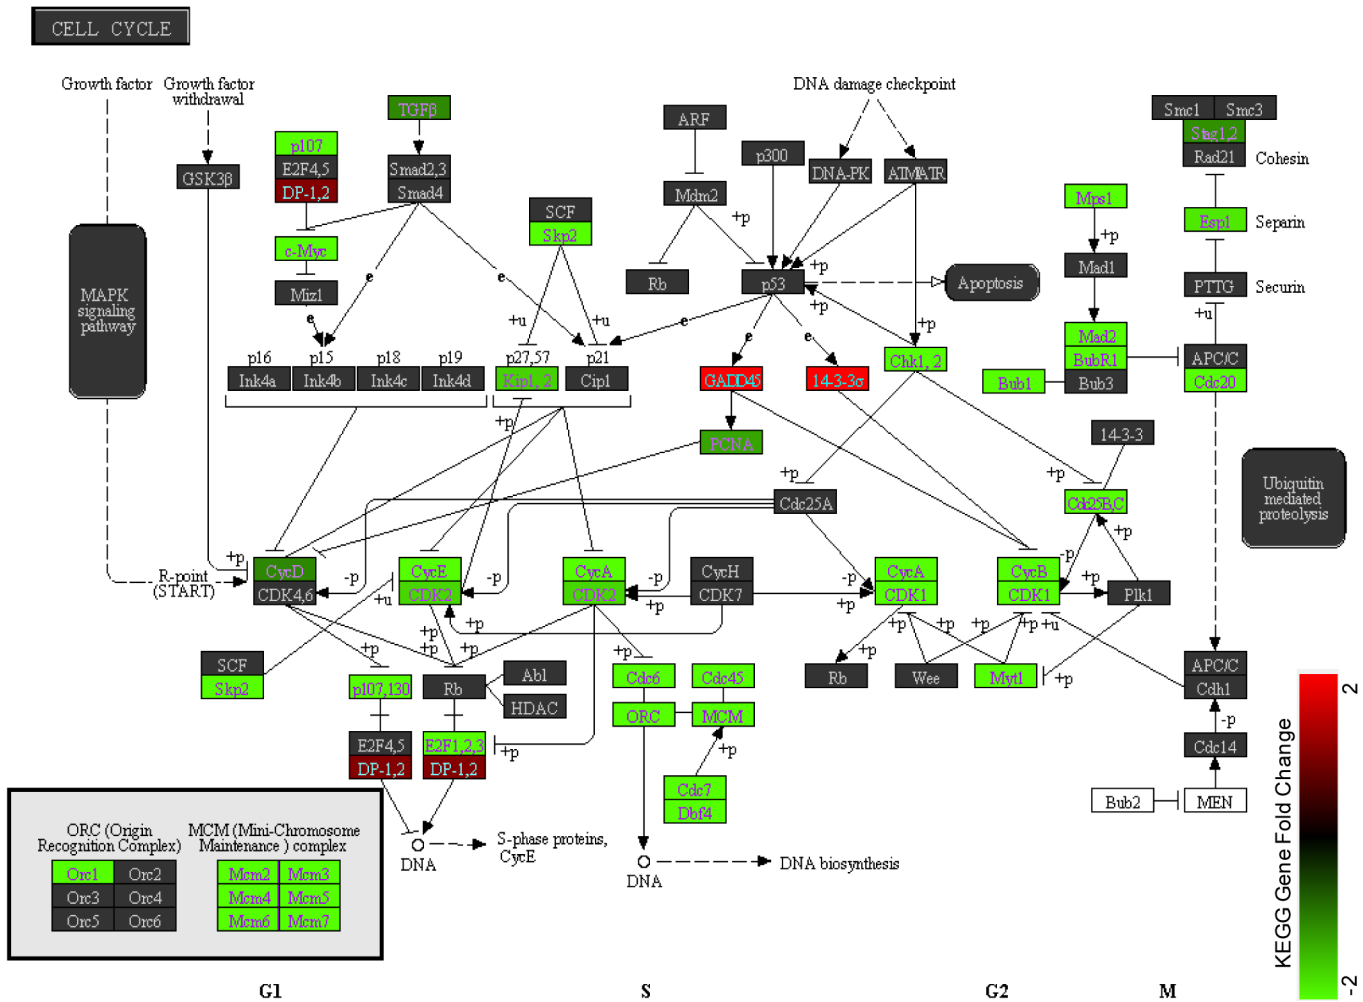 CELL CYCLE
Growth factor
Growth factor
withdrawal
DNA damage checkpoint
TGFβ
ARF
p300
Smc1
Smc3
Stag1,2
Rad21
Cohesin
p107
E2F4,5
DP-1,2
GSK3β
Smad2,3
Smad4
DNA-PK
ATM/ATR
Mdm2
+p
SCF
Skp2
Mps1
+p
Esp1
Separin
c-Myc
Miz1
e
e
e
e
e
e
Rb
p53
+p
+p
Apoptosis
Mad1
PTTG
Securin
+u
MAPK
signaling
pathway
+u
+u
+p
Mad2
BubR1
Bub3
Bub1
APC/C
Cdc20
p16
p15
p18
p19
Ink4a
Ink4b
Ink4c
Ink4d
p27,57
p21
Kip1, 2
Cip1
GADD45
14-3-3σ
Chk1, 2
+p
PCNA
14-3-3
Ubiquitin
mediated
proteolysis
+p
+p
Cdc25A
Cdc25B,C
+p
R-point
(START)
+p
CycD
CDK4,6
-p
CycE
CDK2
-p
CycA
CDK2
-p
+p
CycH
CDK7
-p
+p
CycA
CDK1
CycB
CDK1
-p
+p
Plk1
+u
+p
+p
+p
+p
+p
+p
+p
+p
+u
SCF
Skp2
p107,130
Rb
Abl
HDAC
+p
Cdc6
Cdc45
ORC
MCM
+p
Rb
+p
Wee
Myt1
+p
APC/C
Cdh1
-p
Cdc14
E2F4,5
DP-1,2
E2F1,2,3
DP-1,2
+p
Cdc7
Dbf4
Bub2
MEN
DNA
S-phase proteins,
CycE
DNA
DNA biosynthesis
ORC (Origin
Recognition Complex)
MCM (Mini-Chromosome
Maintenance ) complex
Orc1
Orc2
Orc3
Orc4
Orc5
Orc6
Mcm2
Mcm3
Mcm4
Mcm5
Mcm6
Mcm7
G1
S
G2
M
KEGG Gene Fold Change
2
-2